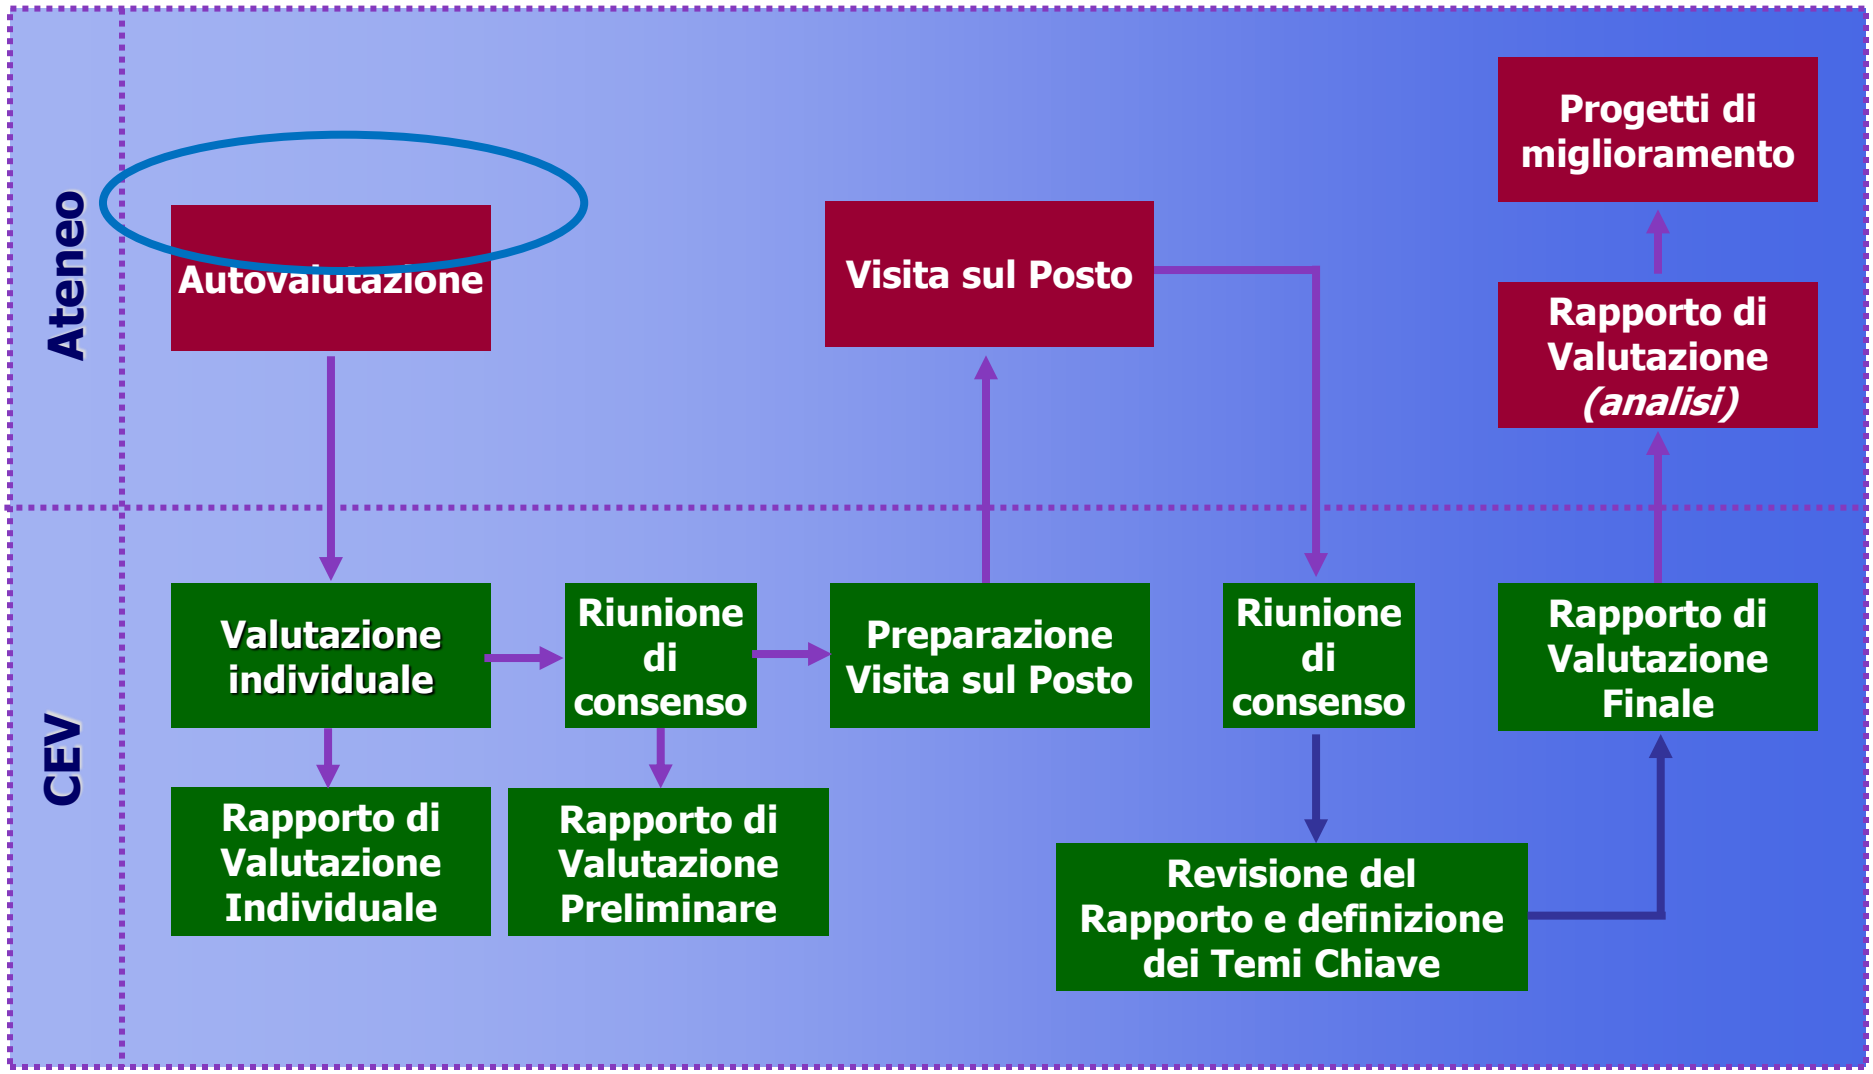 Ateneo
Autovalutazione
Visita sul Posto
Progetti di
miglioramento
Rapporto di
Valutazione
(analisi)
CEV
Valutazione
individuale
Riunione
di
consenso
Preparazione
Visita sul Posto
Riunione
di
consenso
Rapporto di
Valutazione
Finale
Rapporto di
Valutazione
Individuale
Rapporto di
Valutazione
Preliminare
Revisione del
Rapporto e definizione
dei Temi Chiave